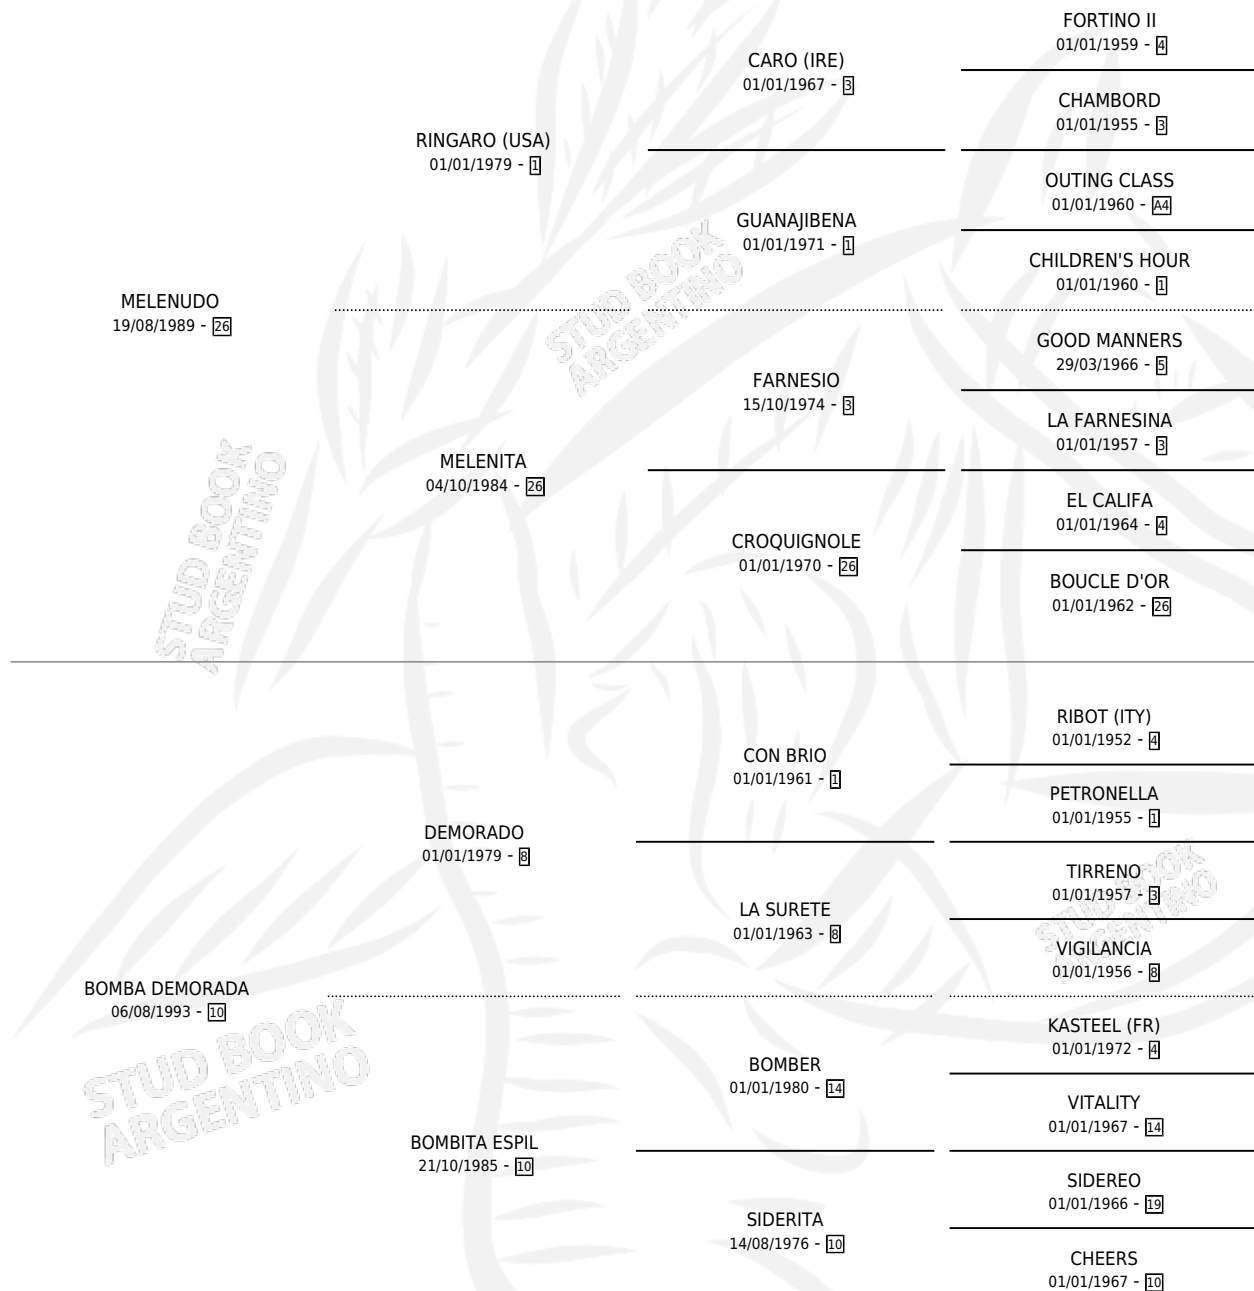 FORTINO II
01/01/1959 - 4
CARO (IRE)
01/01/1967 - 3
CHAMBORD
01/01/1955 - 3
RINGARO (USA)
01/01/1979 - 1
OUTING CLASS
01/01/1960 - A4
GUANAJIBENA
01/01/1971 - 1
CHILDREN'S HOUR
01/01/1960 - 1
MELENUDO
19/08/1989 - 26
GOOD MANNERS
29/03/1966 - 5
FARNESIO
15/10/1974 - 3
LA FARNESINA
01/01/1957 - 3
MELENITA
04/10/1984 - 26
EL CALIFA
01/01/1964 - 4
CROQUIGNOLE
01/01/1970 - 26
BOUCLE D'OR
01/01/1962 - 26
RIBOT (ITY)
01/01/1952 - 4
CON BRIO
01/01/1961 - 1
PETRONELLA
01/01/1955 - 1
DEMORADO
01/01/1979 - 8
TIRRENO
01/01/1957 - 3
LA SURETE
01/01/1963 - 8
VIGILANCIA
01/01/1956 - 8
BOMBA DEMORADA
06/08/1993 - 10
KASTEEL (FR)
01/01/1972 - 4
BOMBER
01/01/1980 - 14
VITALITY
01/01/1967 - 14
BOMBITA ESPIL
21/10/1985 - 10
SIDEREO
01/01/1966 - 19
SIDERITA
14/08/1976 - 10
CHEERS
01/01/1967 - 10
STUD BOOK
ARGENTINO
STUD BOOK
ARGENTINO
STUD BOOK
ARGENTINO
STUD BOOK
ARGENTINO